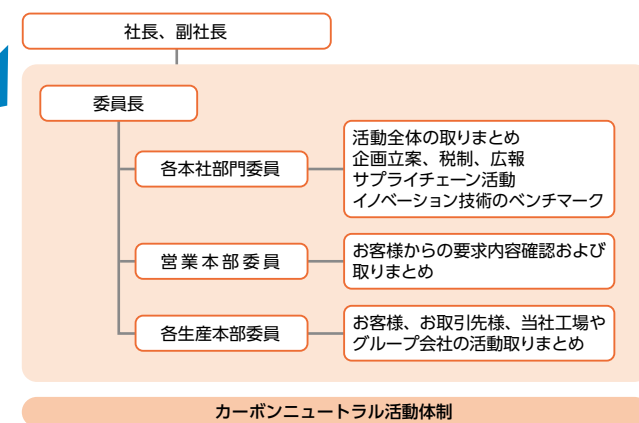 社長、副社長
委員長
各本社部門委員
活動全体の取りまとめ
企画立案、税制、広報
サプライチェーン活動
イノベーション技術のベンチマーク
営業本部委員
お客様からの要求内容確認および
取りまとめ
各生産本部委員
お客様、お取引先様、当社工場や
グループ会社の活動取りまとめ
カーボンニュートラル活動体制